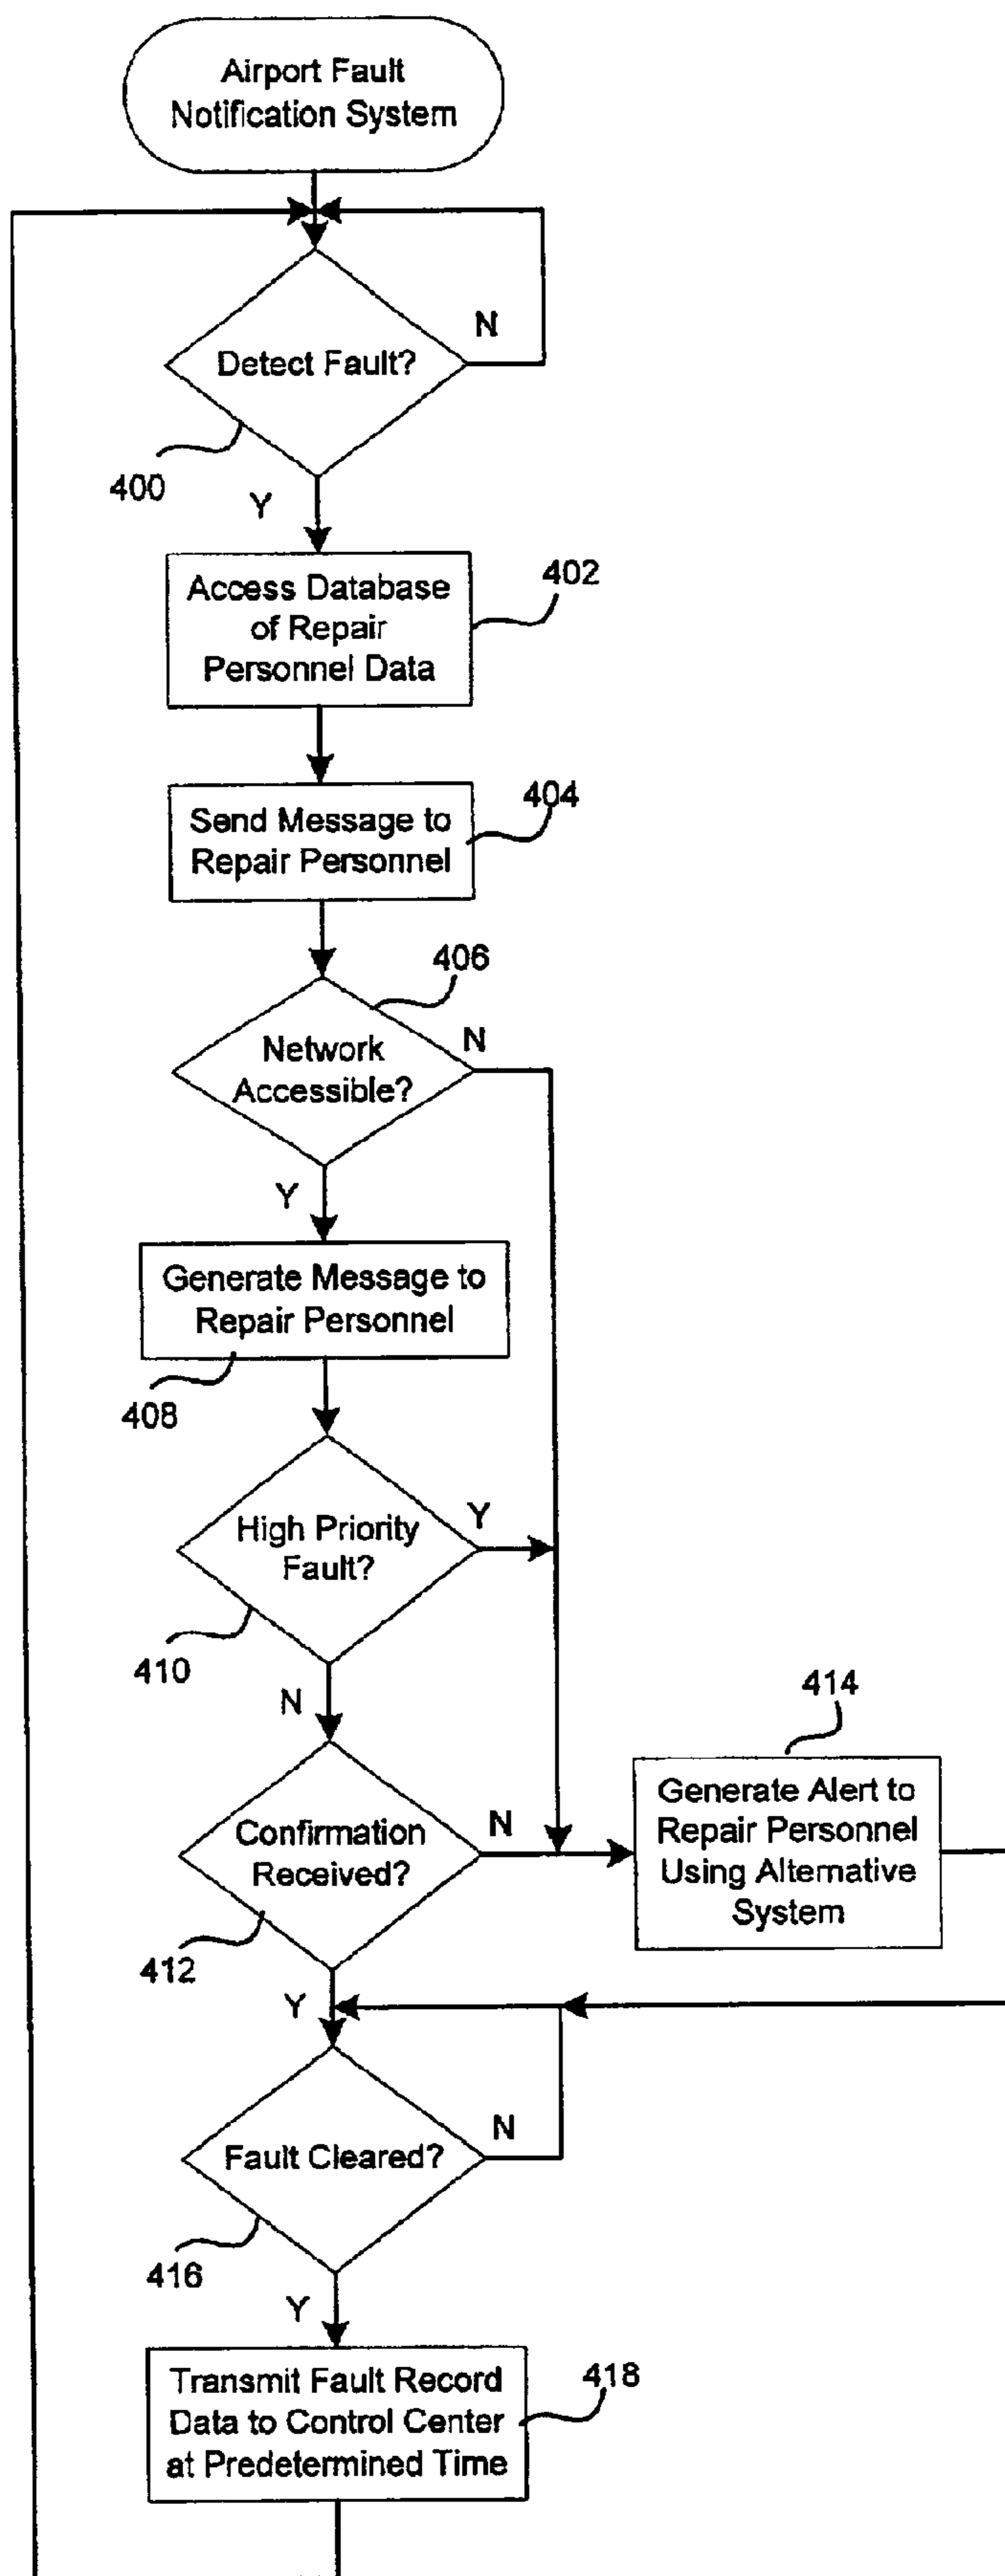 Airport Fault
Notification System
N
Detect Fault?
400
Y
Access Database
of Repair
Personnel Data
402
Send Message to
Repair Personnel
404
406
Network
Accessible?
N
Y
Generate Message to
Repair Personnel
408
High Priority
Fault?
Y
410
N
Confirmation
Received?
N
412
414
Generate Alert to
Repair Personnel
Using Alternative
System
Y
Fault Cleared?
N
416
Y
Transmit Fault Record
Data to Control Center
at Predetermined Time
418